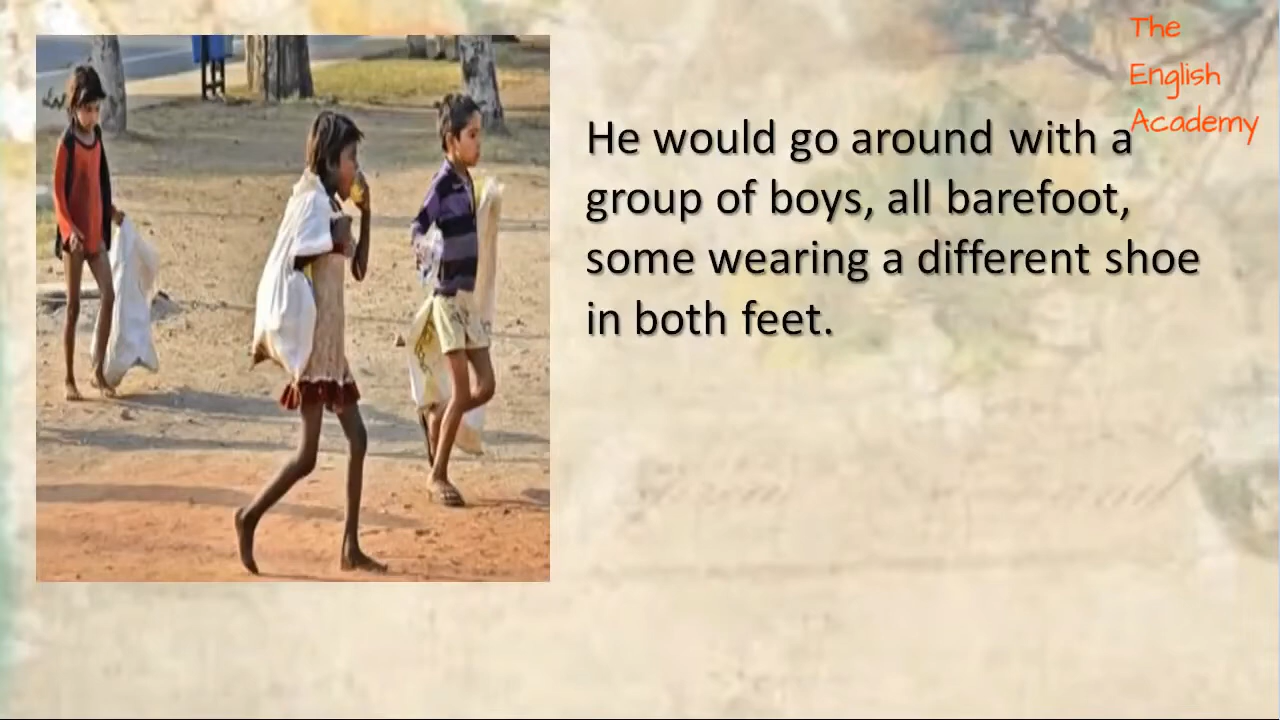 The
English
Academy
He would go around with a
group of boys, all barefoot,
some wearing a different shoe
in both feet.